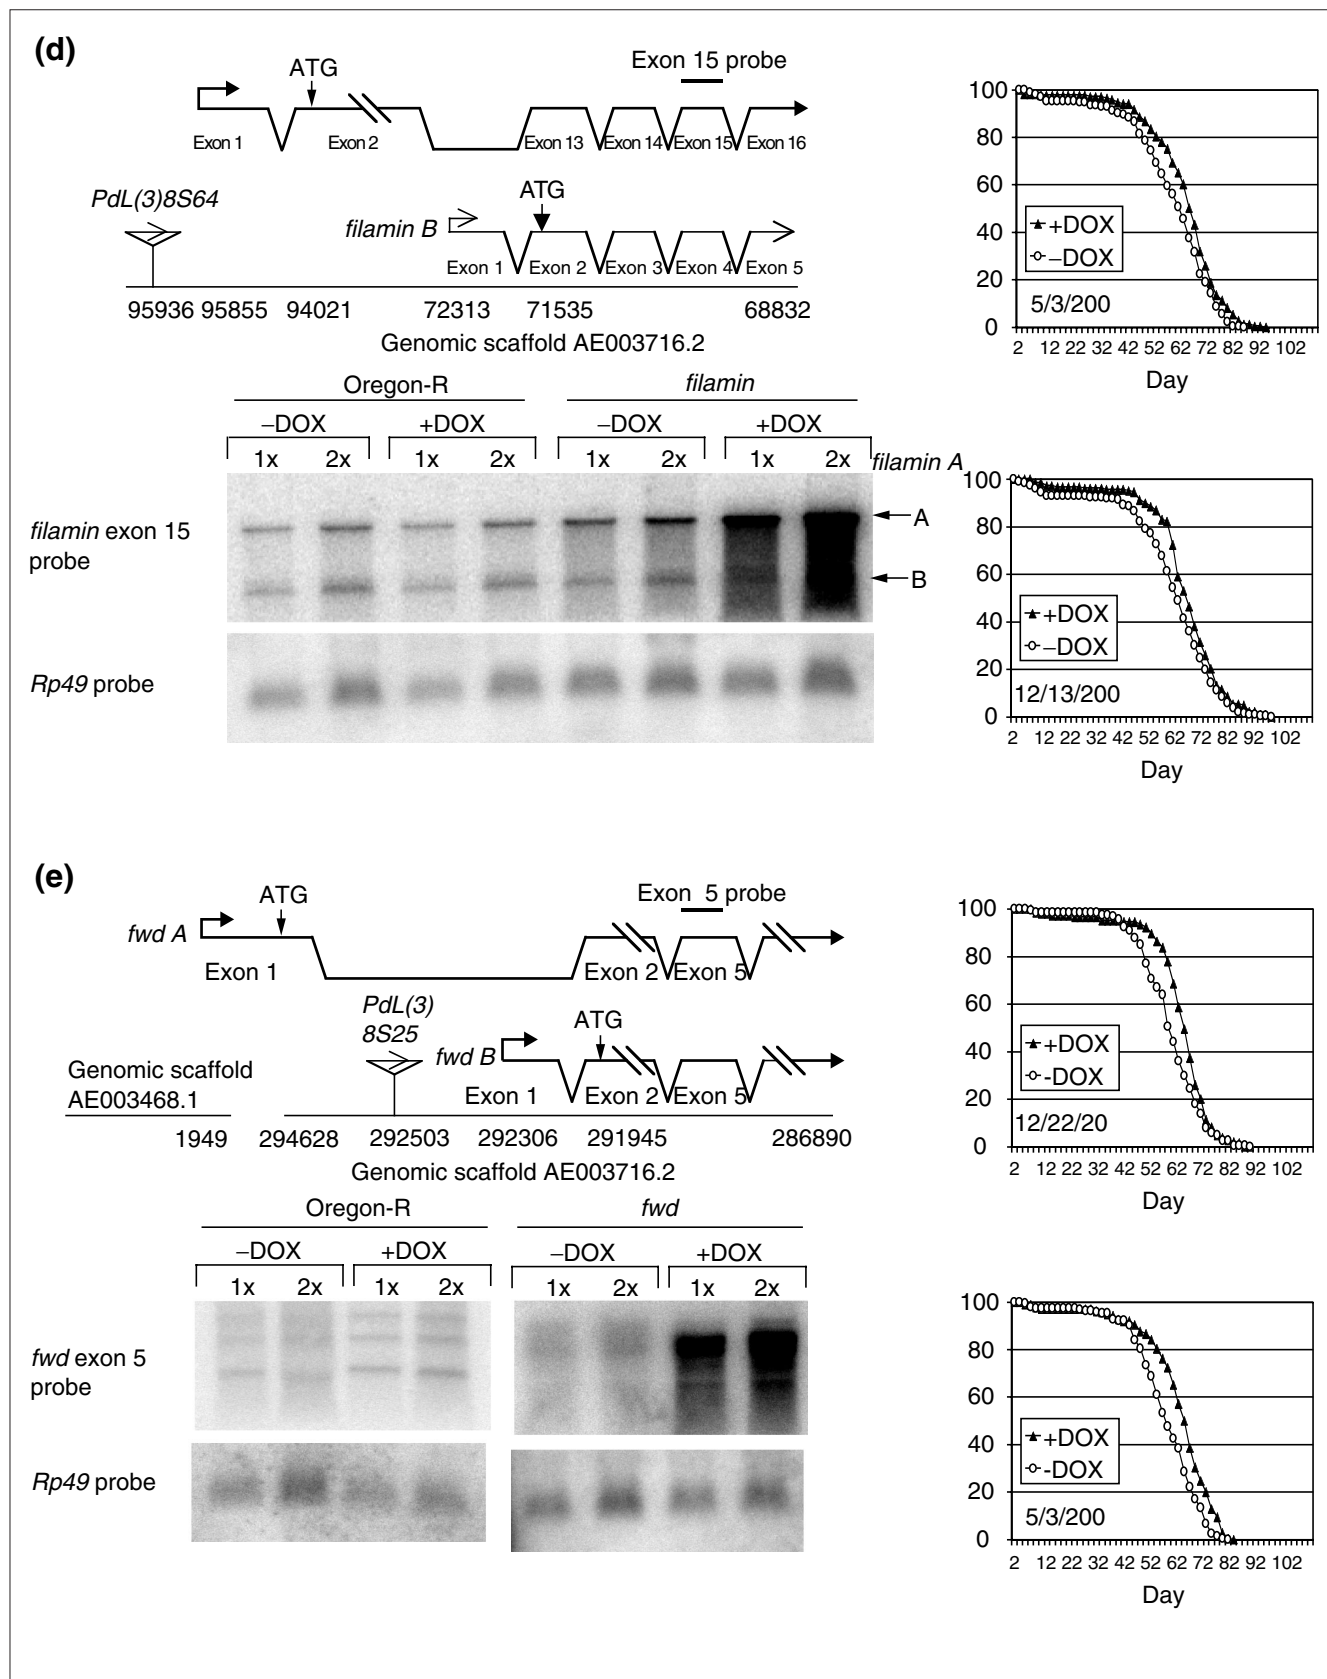 (d)
ATG
Exon 15 probe
Exon 1 Exon 2 Exon 13 Exon 14 Exon 15 Exon 16
PdL(3)8S64
ATG
filamin B
Exon 1 Exon 2 Exon 3 Exon 4 Exon 5
95936 95855 94021 72313 71535 68832
Genomic scaffold AE003716.2
Oregon-R filamin
–DOX +DOX –DOX +DOX
1x 2x 1x 2x 1x 2x 1x 2x
filamin A
filamin exon 15
probe
A
B
Rp49 probe
100
80
60
40
20
0
+DOX
–DOX
5/3/200
2 12 22 32 42 52 62 72 82 92 102
Day
100
80
60
40
20
0
+DOX
–DOX
12/13/200
2 12 22 32 42 52 62 72 82 92 102
Day
(e)
ATG
Exon 5 probe
fwd A
Exon 1 Exon 2 Exon 5
PdL(3)
8S25
ATG
fwd B
Genomic scaffold
AE003468.1
Exon 1 Exon 2 Exon 5
1949 294628 292503 292306 291945 286890
Genomic scaffold AE003716.2
Oregon-R fwd
–DOX +DOX –DOX +DOX
1x 2x 1x 2x 1x 2x 1x 2x
fwd exon 5
probe
Rp49 probe
100
80
60
40
20
0
+DOX
-DOX
12/22/20
2 12 22 32 42 52 62 72 82 92 102
Day
100
80
60
40
20
0
+DOX
-DOX
5/3/200
2 12 22 32 42 52 62 72 82 92 102
Day